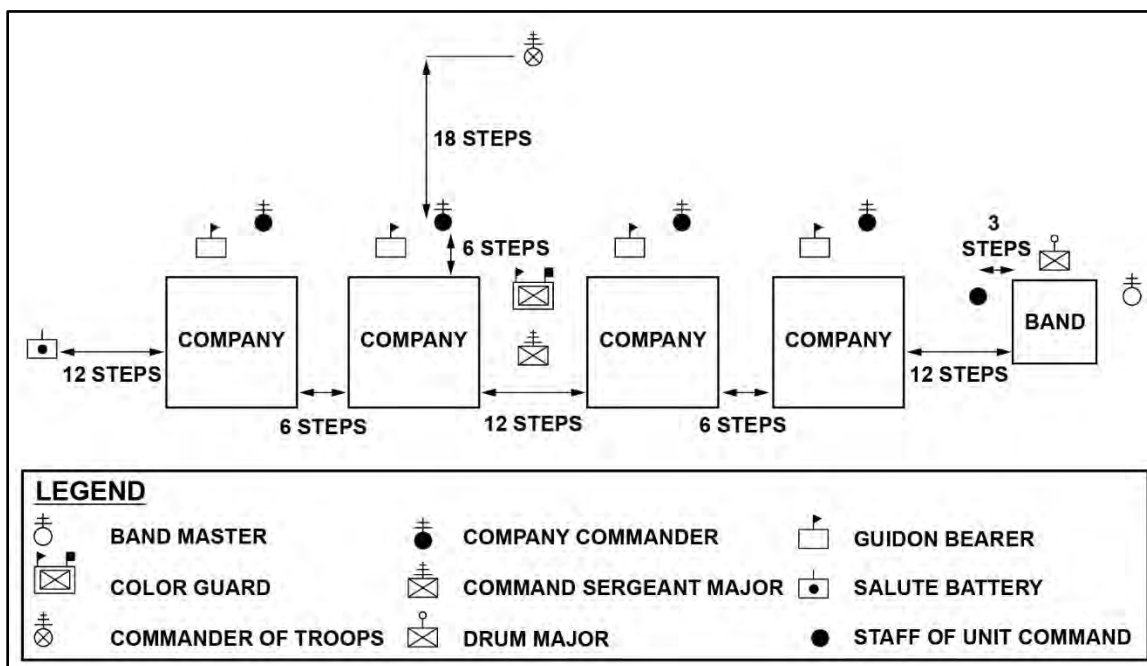 18 STEPS
3
STEPS
6 STEPS
COMPANY
COMPANY
COMPANY
COMPANY
BAND
12 STEPS
12 STEPS
6 STEPS
12 STEPS
6 STEPS
LEGEND
BAND MASTER
COMPANY COMMANDER
GUIDON BEARER
COLOR GUARD
COMMAND SERGEANT MAJOR
SALUTE BATTERY
COMMANDER OF TROOPS
DRUM MAJOR
STAFF OF UNIT COMMAND